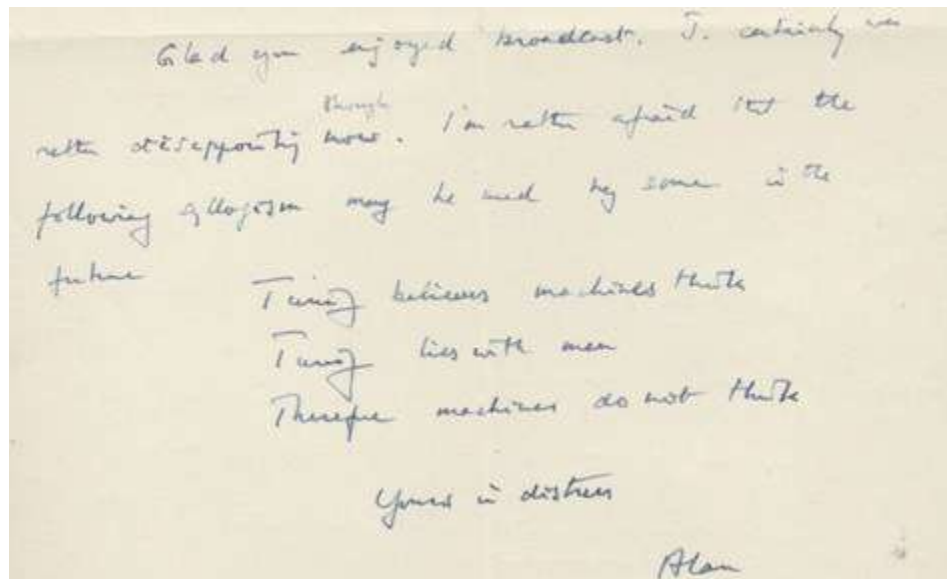 Glad you enjoyed broadcast. J. certainly was
rather disappointing though. I'm rather afraid that the
following syllogism may be used by some in the
future
Turing believes machines think
Turing lies with men
Therefore machines do not think
Yours in distress
Alan